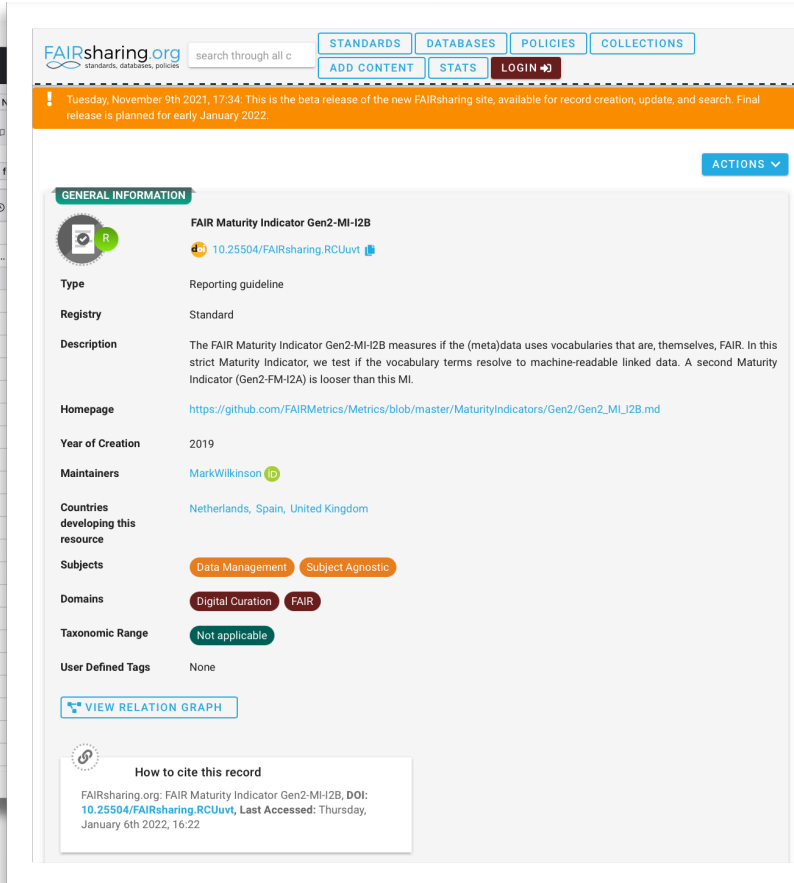 FAIRsharing.org
standards, databases, policies
search through all c
STANDARDS
DATABASES
POLICIES
COLLECTIONS
ADD CONTENT
STATS
LOGIN
! Tuesday, November 9th 2021, 17:34: This is the beta release of the new FAIRsharing site, available for record creation, update, and search. Final
release is planned for early January 2022.
ACTIONS
GENERAL INFORMATION
R
FAIR Maturity Indicator Gen2-MI-I2B
doi 10.25504/FAIRsharing.RCUuvt
Type
Reporting guideline
Registry
Standard
Description
The FAIR Maturity Indicator Gen2-MI-I2B measures if the (meta)data uses vocabularies that are, themselves, FAIR. In this
strict Maturity Indicator, we test if the vocabulary terms resolve to machine-readable linked data. A second Maturity
Indicator (Gen2-FM-I2A) is looser than this MI.
Homepage
https://github.com/FAIRMetrics/Metrics/blob/master/MaturityIndicators/Gen2/Gen2_MI_I2B.md
Year of Creation
2019
Maintainers
MarkWilkinson iD
Countries
developing this
resource
Netherlands, Spain, United Kingdom
Subjects
Data Management
Subject Agnostic
Domains
Digital Curation
FAIR
Taxonomic Range
Not applicable
User Defined Tags
None
VIEW RELATION GRAPH
How to cite this record
FAIRsharing.org: FAIR Maturity Indicator Gen2-MI-I2B, DOI:
10.25504/FAIRsharing.RCUuvt, Last Accessed: Thursday,
January 6th 2022, 16:22